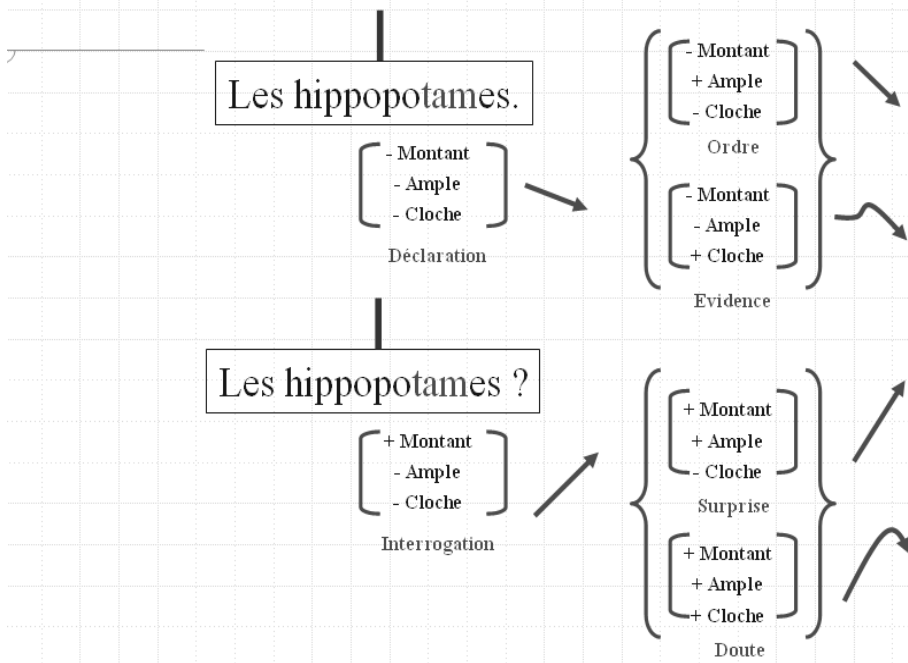 Les hippopotames.
- Montant
- Ample
- Cloche
Déclaration
- Montant
+ Ample
- Cloche
Ordre
- Montant
- Ample
+ Cloche
Evidence
Les hippopotames ?
+ Montant
- Ample
- Cloche
Interrogation
+ Montant
+ Ample
- Cloche
Surprise
+ Montant
+ Ample
+ Cloche
Doute